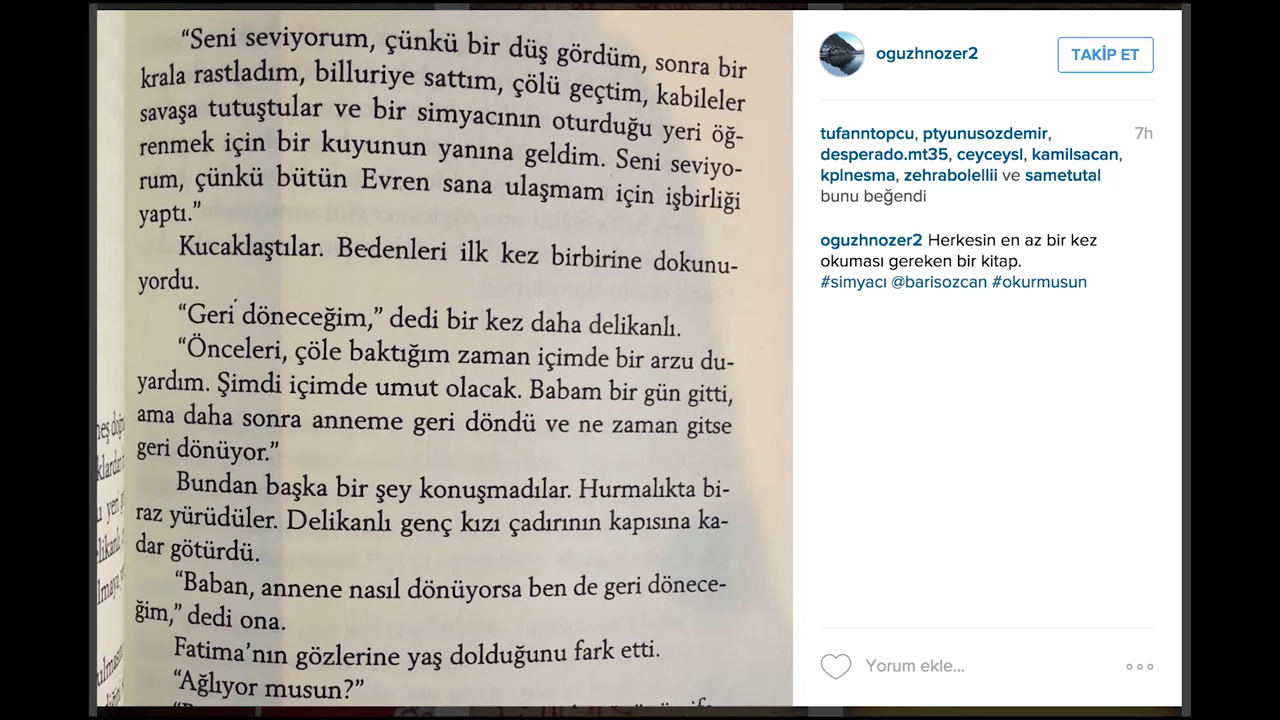 “Seni seviyorum, çünkü bir düş gördüm, sonra bir
krala rastladım, billuriye sattım, çölü geçtim, kabileler
savaşa tutuştular ve bir simyacının oturduğu yeri öğ-
renmek için bir kuyunun yanına geldim. Seni seviyo-
rum, çünkü bütün Evren sana ulaşmam için işbirliği
yaptı.”
Kucaklaştılar. Bedenleri ilk kez birbirine dokunu-
yordu.
“Geri döneceğim,” dedi bir kez daha delikanlı.
“Önceleri, çöle baktığım zaman içimde bir arzu du-
yardım. Şimdi içimde umut olacak. Babam bir gün gitti,
ama daha sonra anneme geri döndü ve ne zaman gitse
geri dönüyor.”
Bundan başka bir şey konuşmadılar. Hurmalıkta bi-
raz yürüdüler. Delikanlı genç kızı çadırının kapısına ka-
dar götürdü.
“Baban, annene nasıl dönüyorsa ben de geri dönece-
ğim,” dedi ona.
Fatima’nın gözlerine yaş dolduğunu fark etti.
“Ağlıyor musun?”
oguzhnozer2
TAKİP ET
tufanntopcu, ptyunusozdemir, 7h
desperado.mt35, ceyceysl, kamilsacan,
kplnesma, zehrabolellii ve sametutal
bunu beğendi
oguzhnozer2 Herkesin en az bir kez
okuması gereken bir kitap.
#simyacı @barisozcan #okurmusun
Yorum ekle...